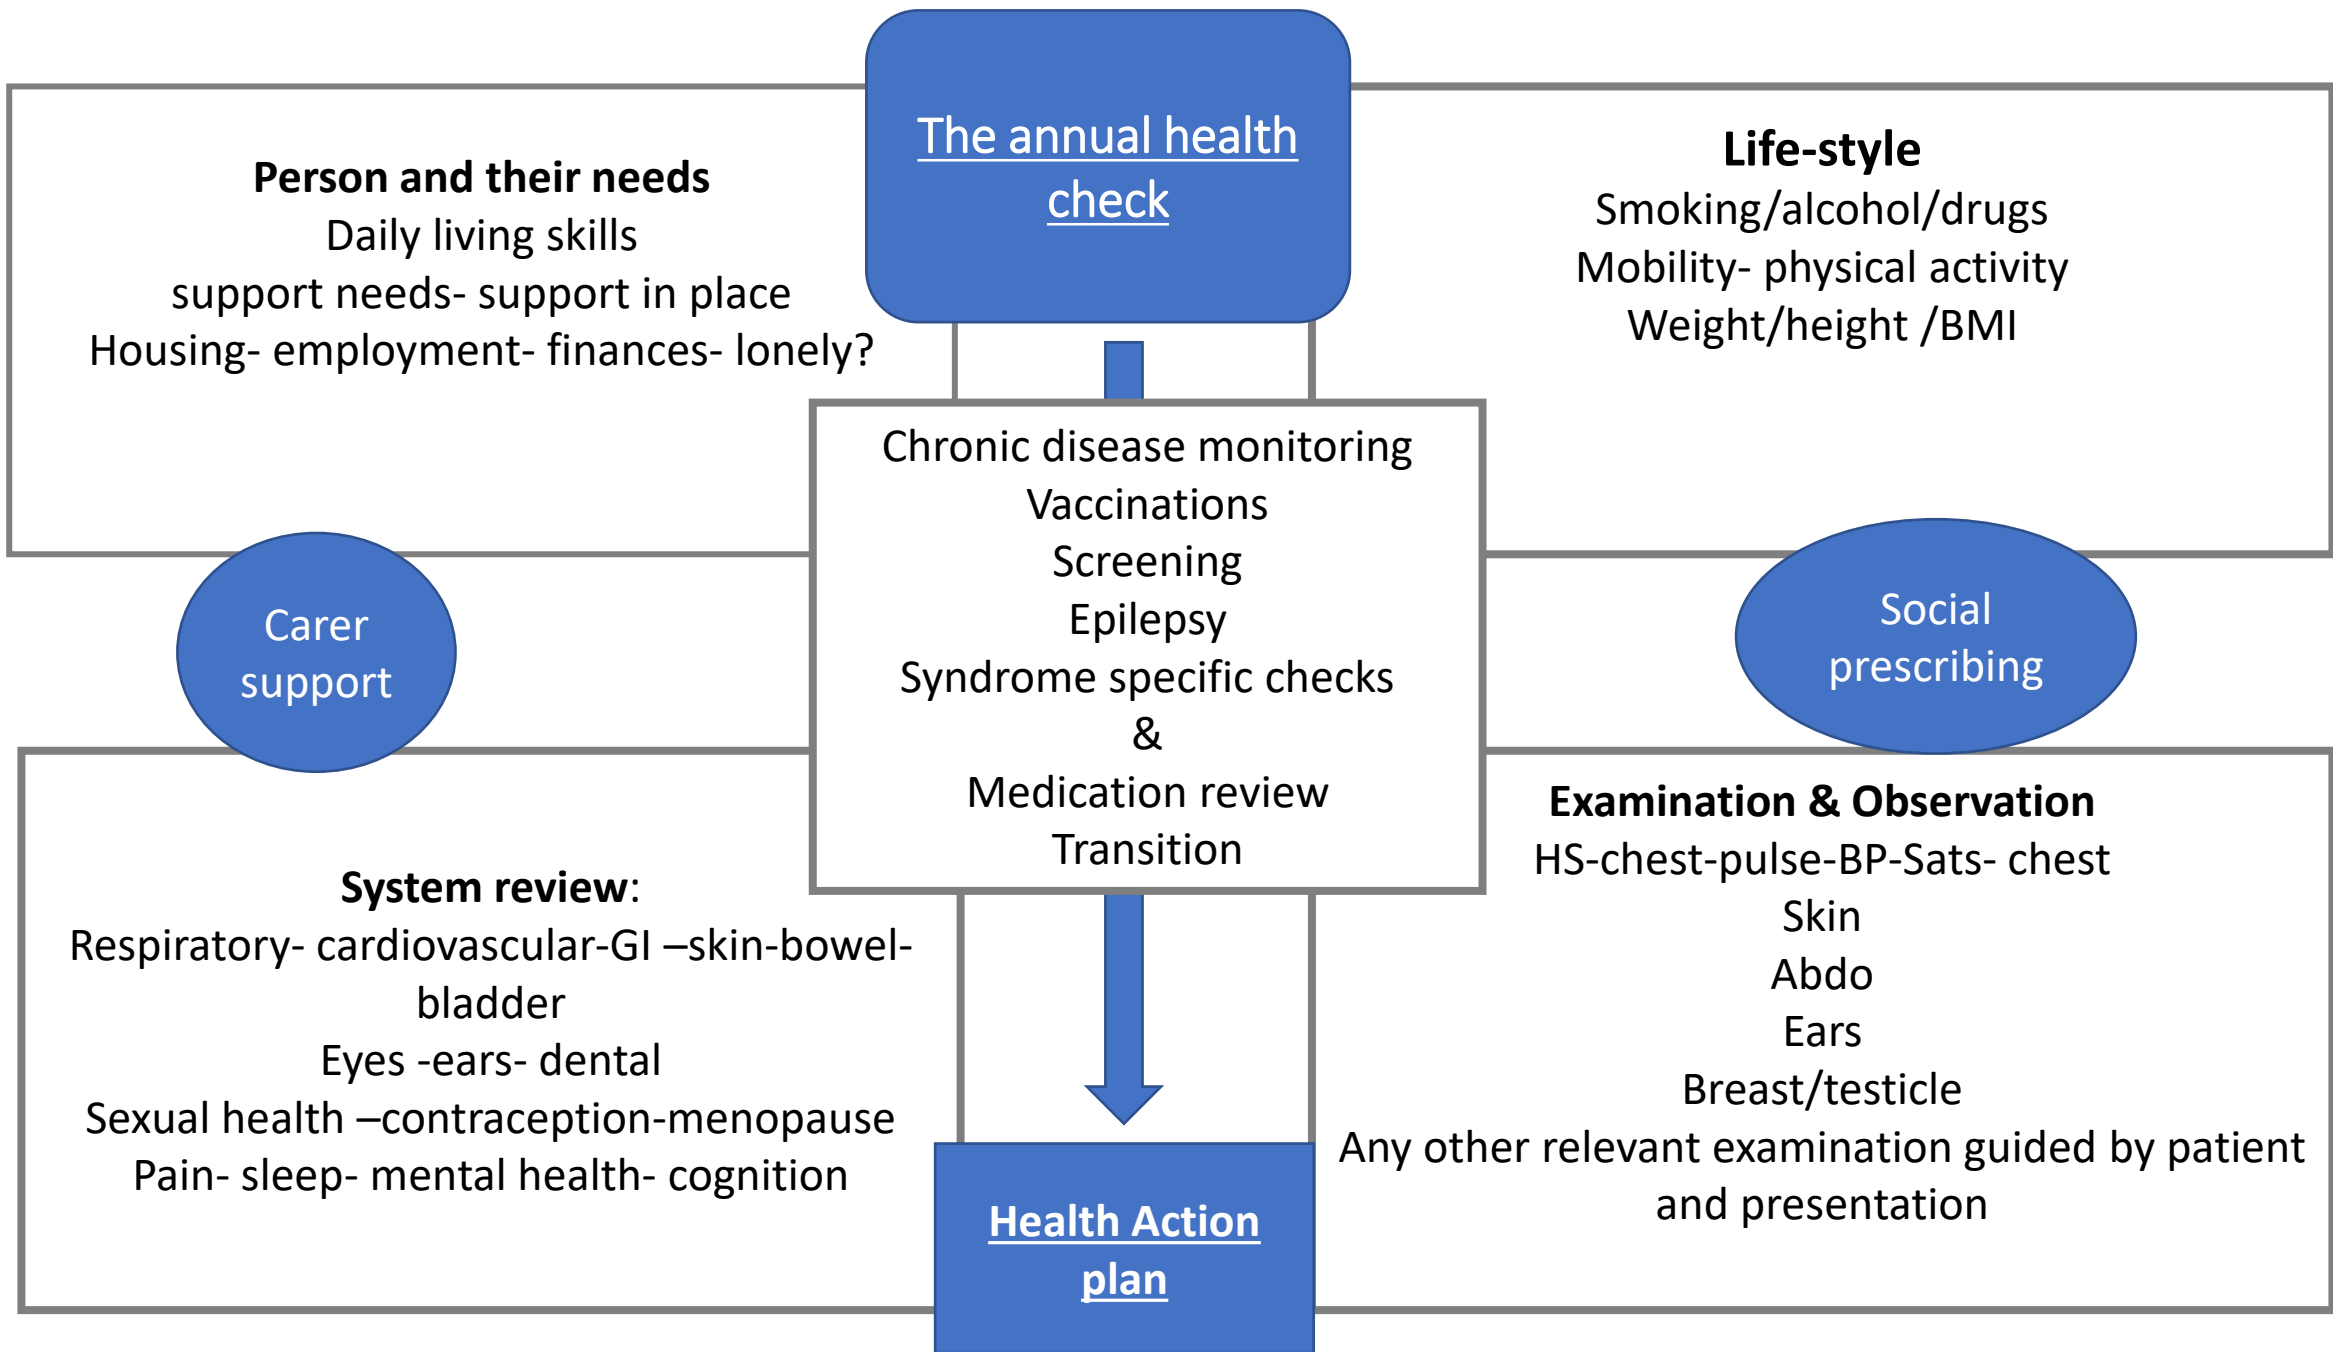 The annual health
check
Person and their needs
Daily living skills
support needs- support in place
Housing- employment- finances- lonely?
Life-style
Smoking/alcohol/drugs
Mobility- physical activity
Weight/height /BMI
Chronic disease monitoring
Vaccinations
Screening
Epilepsy
Syndrome specific checks
&
Medication review
Transition
Carer
support
Social
prescribing
System review:
Respiratory- cardiovascular-GI –skin-bowel-
bladder
Eyes -ears- dental
Sexual health –contraception-menopause
Pain- sleep- mental health- cognition
Examination & Observation
HS-chest-pulse-BP-Sats- chest
Skin
Abdo
Ears
Breast/testicle
Any other relevant examination guided by patient
and presentation
Health Action
plan